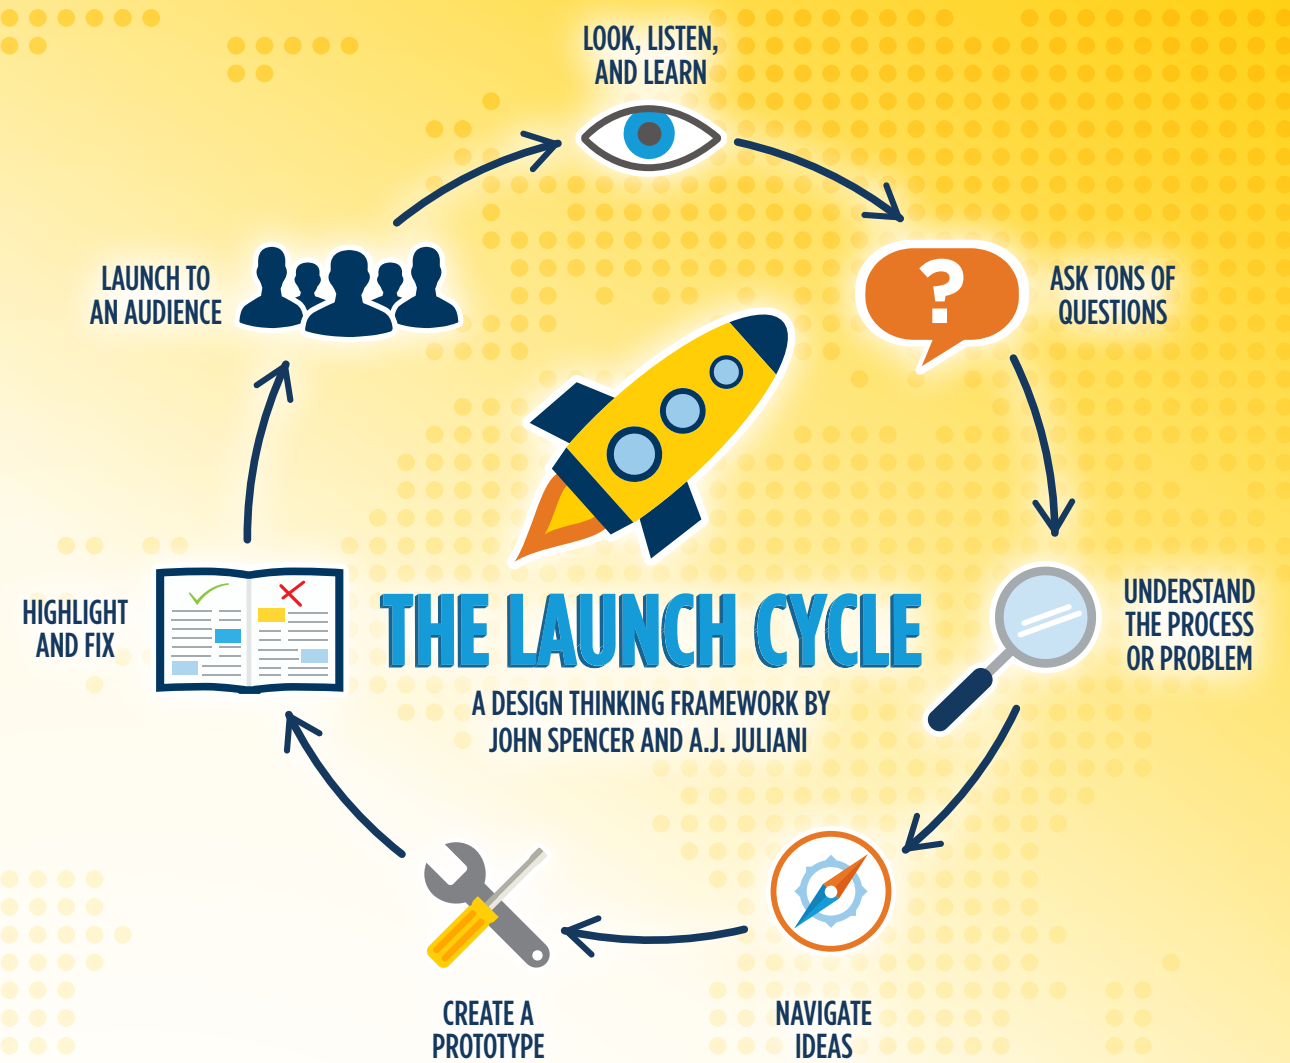 LOOK, LISTEN,
AND LEARN
?
ASK TONS OF
QUESTIONS
UNDERSTAND
THE PROCESS
OR PROBLEM
NAVIGATE
IDEAS
CREATE A
PROTOTYPE
HIGHLIGHT
AND FIX
LAUNCH TO
AN AUDIENCE
THE LAUNCH CYCLE
A DESIGN THINKING FRAMEWORK BY
JOHN SPENCER AND A.J. JULIANI